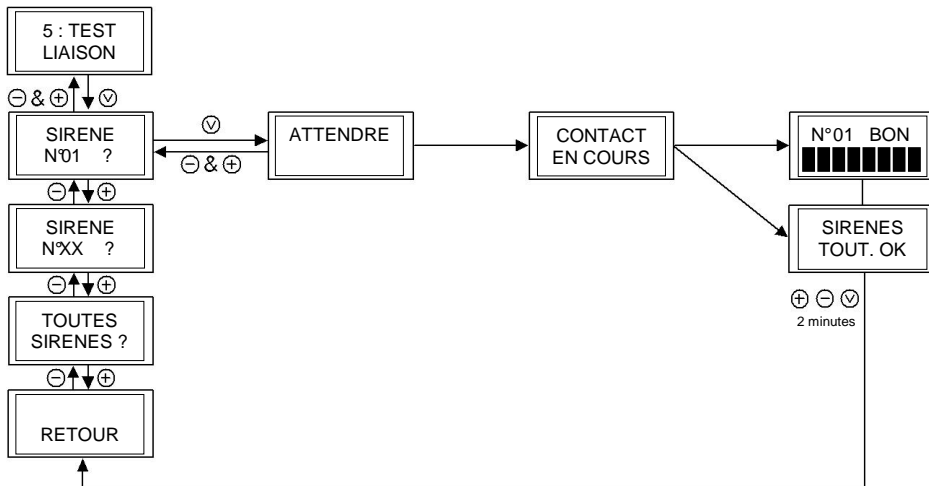 5 : TEST
LIAISON
⊖ & ⊕ ⓥ
SIRENE
N°01 ?
ⓥ
⊖ & ⊕
ATTENDRE
CONTACT
EN COURS
N°01 BON
⊖ ⊕
SIRENE
N°XX ?
SIRENES
TOUT. OK
⊖ ⊕
⊕ ⊖ ⓥ
2 minutes
TOUTES
SIRENES ?
⊖ ⊕
RETOUR